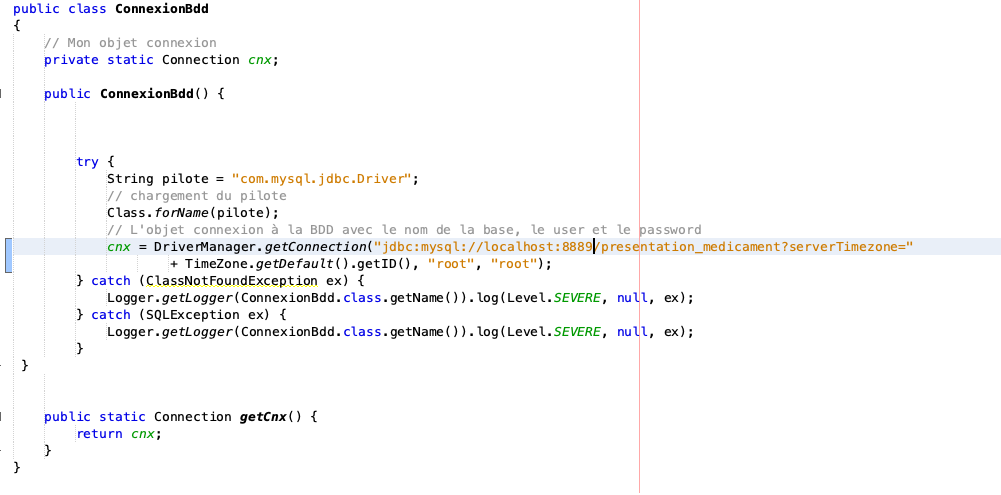 public class ConnexionBdd
{
    // Mon objet connexion
    private static Connection cnx;
    public ConnexionBdd() {
        try {
            String pilote = "com.mysql.jdbc.Driver";
            // chargement du pilote
            Class.forName(pilote);
            // L'objet connexion à la BDD avec le nom de la base, le user et le password
            cnx = DriverManager.getConnection("jdbc:mysql://localhost:8889/presentation_medicament?serverTimezone="
                    + TimeZone.getDefault().getID(), "root", "root");
        } catch (ClassNotFoundException ex) {
            Logger.getLogger(ConnexionBdd.class.getName()).log(Level.SEVERE, null, ex);
        } catch (SQLException ex) {
            Logger.getLogger(ConnexionBdd.class.getName()).log(Level.SEVERE, null, ex);
        }
 }
    public static Connection getCnx() {
        return cnx;
    }
}